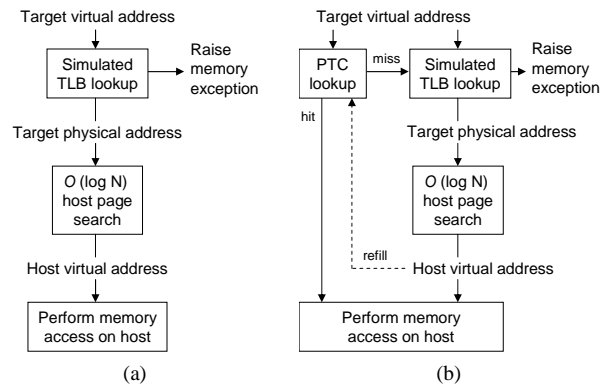 Target virtual address
Simulated
TLB lookup
Raise
memory
exception
Target physical address
O (log N)
host page
search
Host virtual address
Perform memory
access on host
(a)
Target virtual address
PTC
lookup
miss
Simulated
TLB lookup
Raise
memory
exception
hit
Target physical address
O (log N)
host page
search
refill
Host virtual address
Perform memory
access on host
(b)